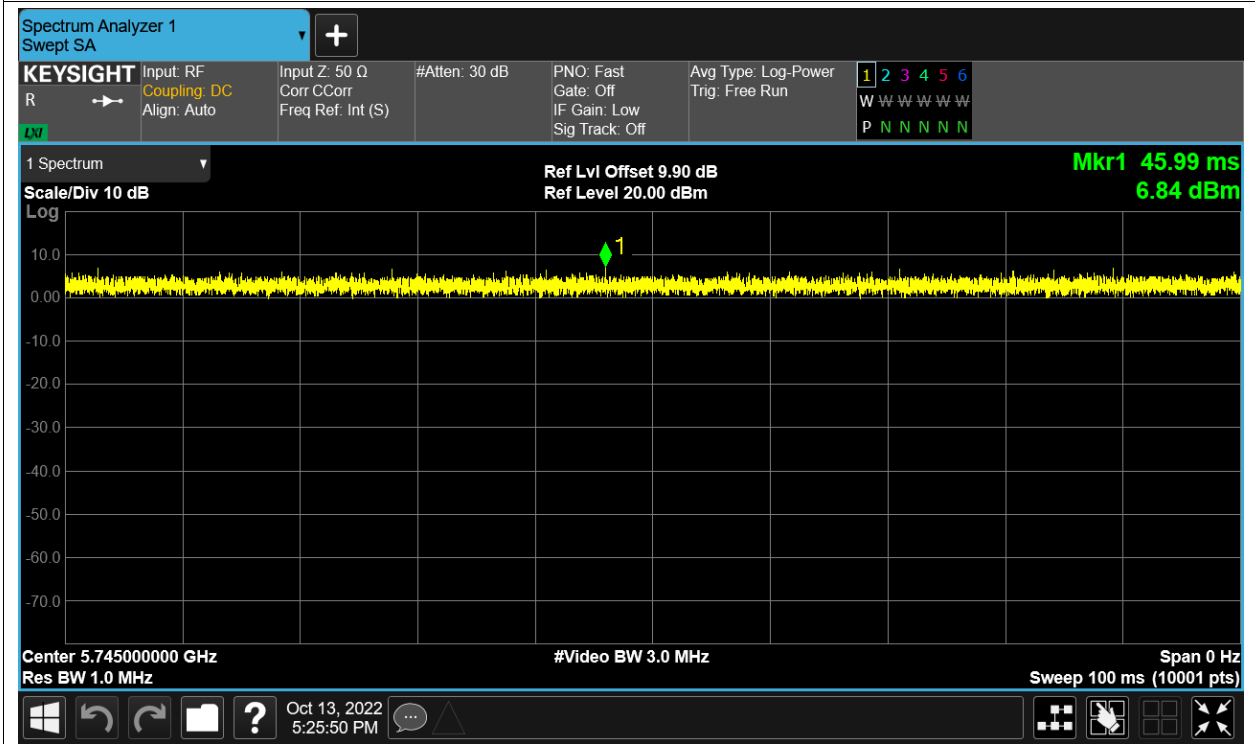 Spectrum Analyzer 1
Swept SA
+
KEYSIGHT
R
LXI
Input: RF
Coupling: DC
Align: Auto
Input Z: 50 Ω
Corr CCorr
Freq Ref: Int (S)
#Atten: 30 dB
PNO: Fast
Gate: Off
IF Gain: Low
Sig Track: Off
Avg Type: Log-Power
Trig: Free Run
1 2 3 4 5 6
W W W W W W
P N N N N N
1 Spectrum
Scale/Div 10 dB
Ref Lvl Offset 9.90 dB
Ref Level 20.00 dBm
Mkr1 45.99 ms
6.84 dBm
Log
1
10.0
0.00
-10.0
-20.0
-30.0
-40.0
-50.0
-60.0
-70.0
Center 5.745000000 GHz
#Video BW 3.0 MHz
Span 0 Hz
Res BW 1.0 MHz
Sweep 100 ms (10001 pts)
?
Oct 13, 2022
5:25:50 PM